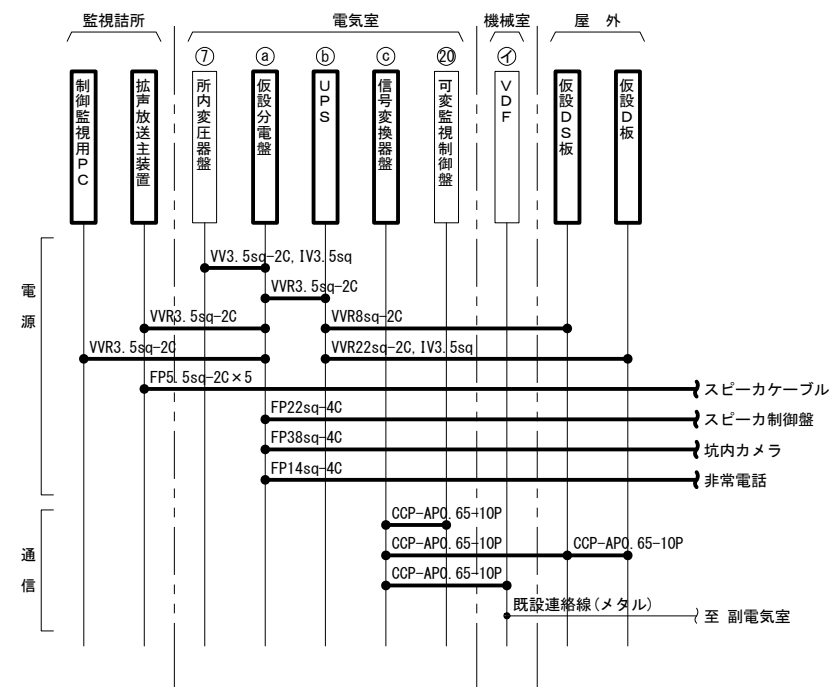 監視詰所
電気室
機械室
屋 外
⑦
ⓐ
ⓑ
ⓒ
⑳
㋑
制御監視用PC
拡声放送主装置
所内変圧器盤
仮設分電盤
UPS
信号変換器盤
可変監視制御盤
VDF
仮設DS板
仮設D板
電源
VV3.5sq-2C,IV3.5sq
VVR3.5sq-2C
VVR3.5sq-2C
VVR8sq-2C
VVR3.5sq-2C
VVR22sq-2C,IV3.5sq
FP5.5sq-2C×5
スピーカケーブル
FP22sq-4C
スピーカ制御盤
FP38sq-4C
坑内カメラ
FP14sq-4C
非常電話
通信
CCP-AP0.65-10P
CCP-AP0.65-10P
CCP-AP0.65-10P
CCP-AP0.65-10P
既設連絡線(メタル)
至 副電気室